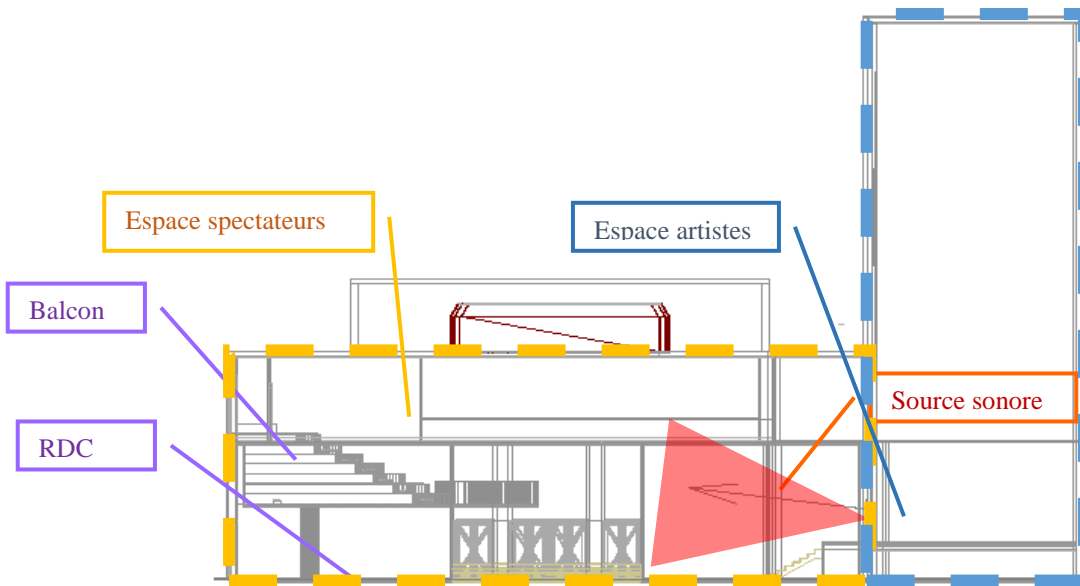 Espace spectateurs
Espace artistes
Balcon
Source sonore
RDC